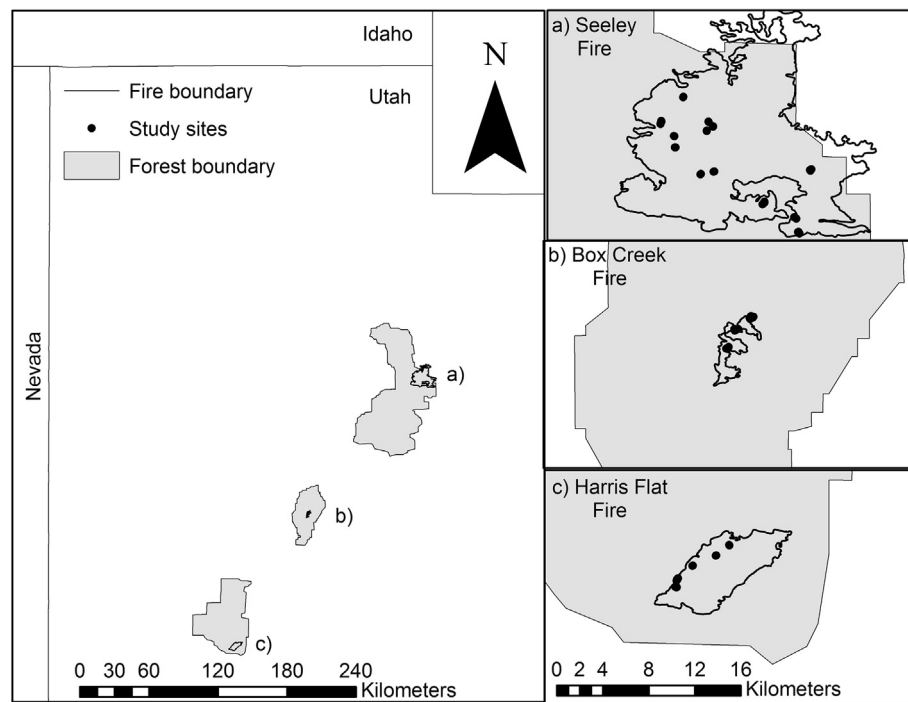 Idaho
Utah
N
Fire boundary
Study sites
Forest boundary
Nevada
a)
b)
c)
0 30 60 120 180 240
Kilometers
a) Seeley
Fire
b) Box Creek
Fire
c) Harris Flat
Fire
0 2 4 8 12 16
Kilometers